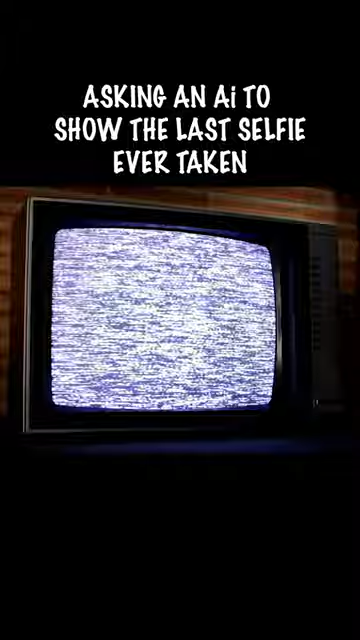 ASKING AN Ai TO
SHOW THE LAST SELFIE
EVER TAKEN